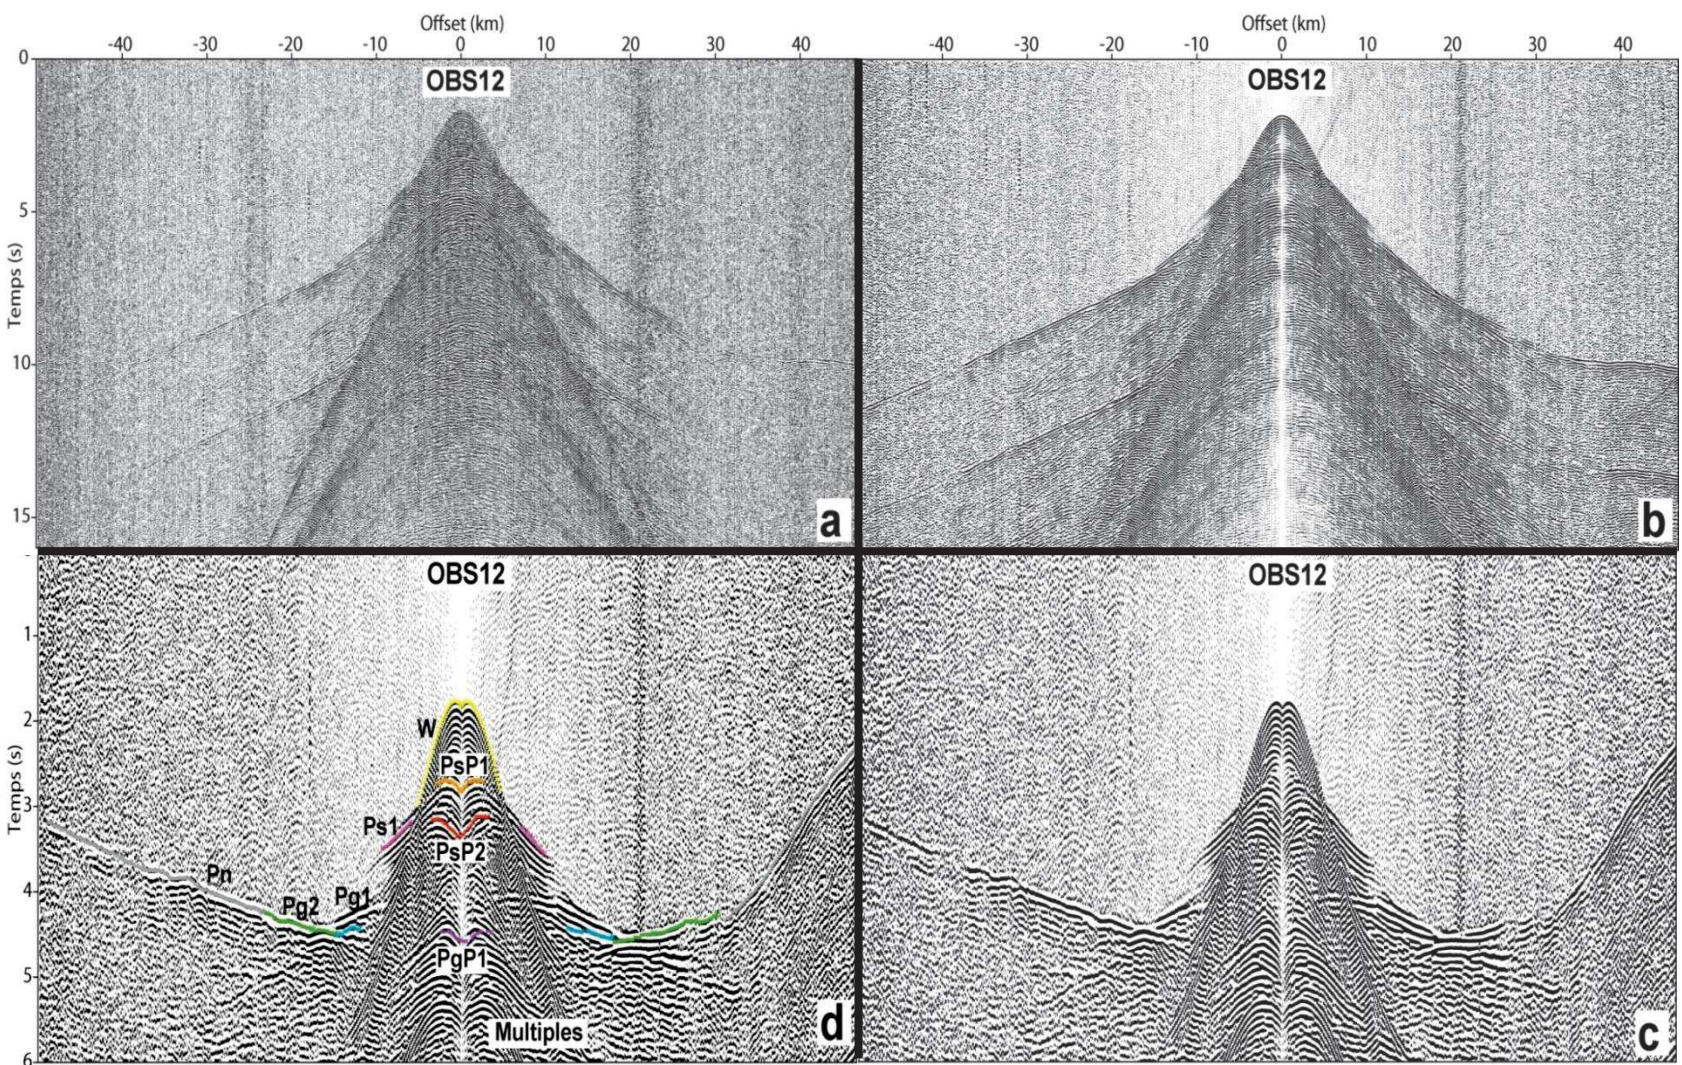 Offset (km)
-40 -30 -20 -10 0 10 20 30 40
Offset (km)
-40 -30 -20 -10 0 10 20 30 40
0
5
10
15
Temps (s)
OBS12
a
OBS12
b
1
2
3
4
5
6
Temps (s)
OBS12
W
PsP1
Ps1
PsP2
Pn
Pg2
Pg1
PgP1
Multiples
d
OBS12
c